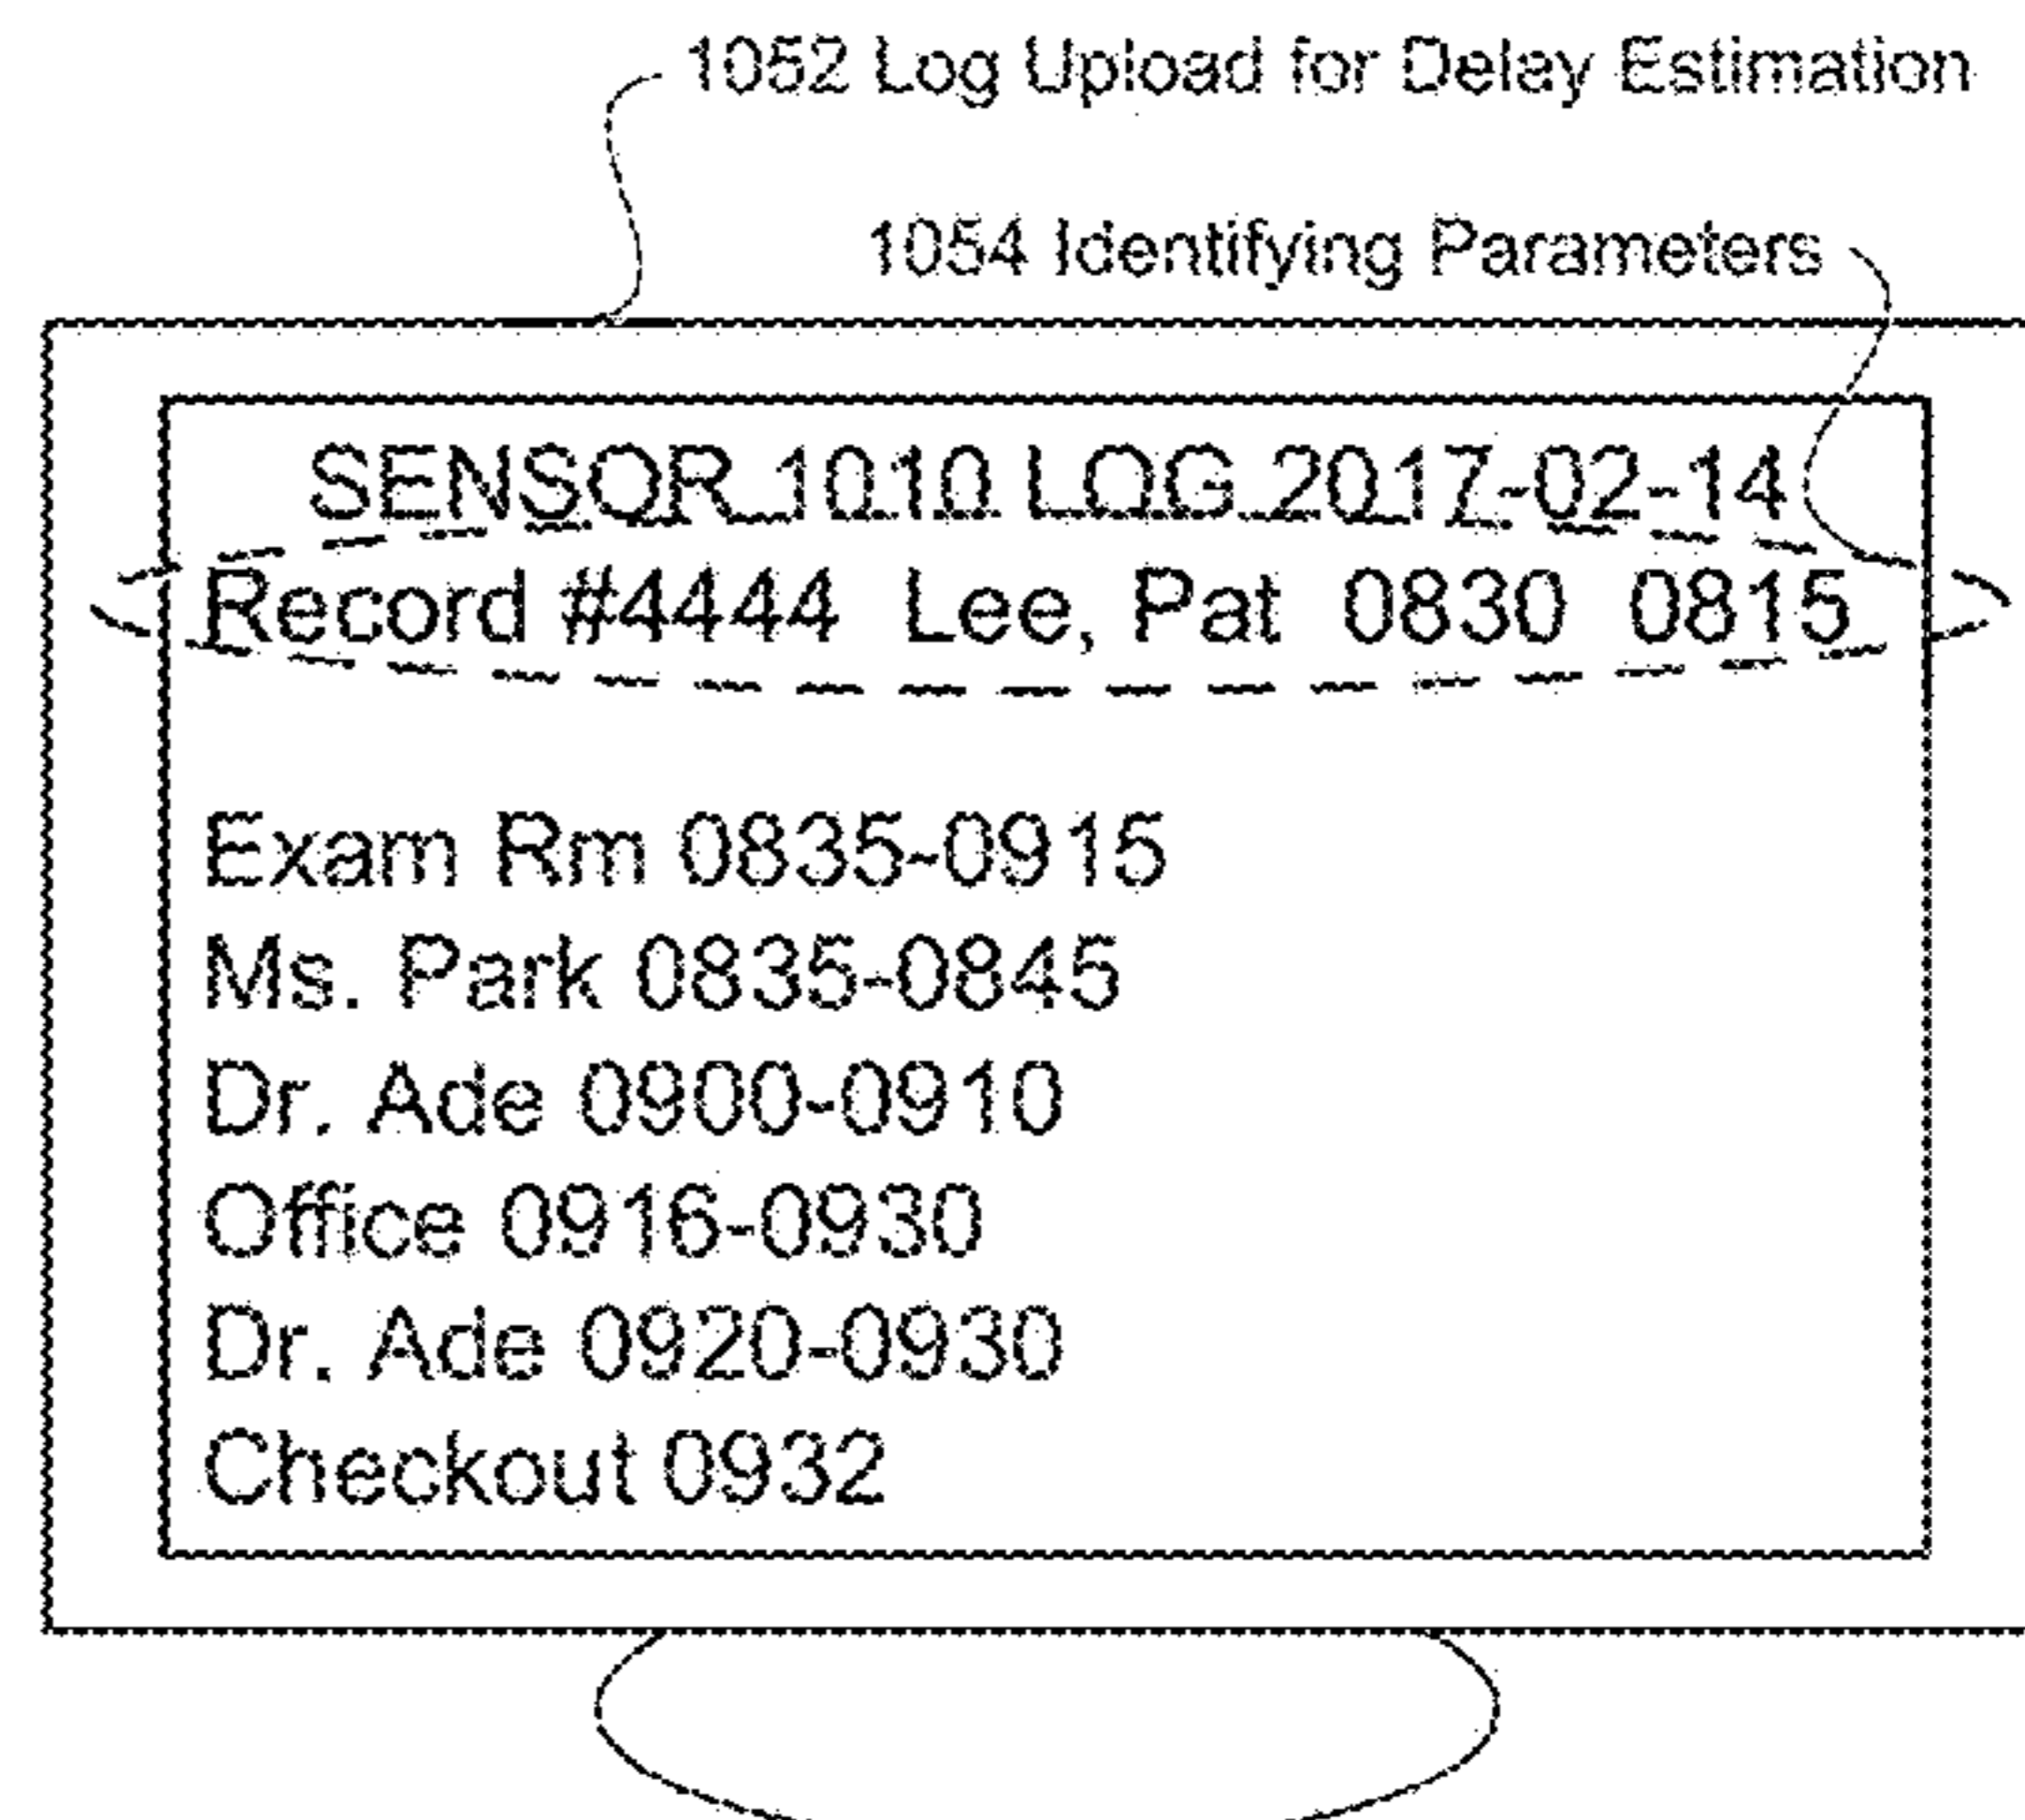 1052 Log Upload for Delay Estimation
1054 Identifying Parameters
SENSOR 1010 LOG 2017-02-14
Record #4444 Lee, Pat 0830 0815
Exam Rm 0835-0915
Ms. Park 0835-0845
Dr. Ade 0900-0910
Office 0916-0930
Dr. Ade 0920-0930
Checkout 0932